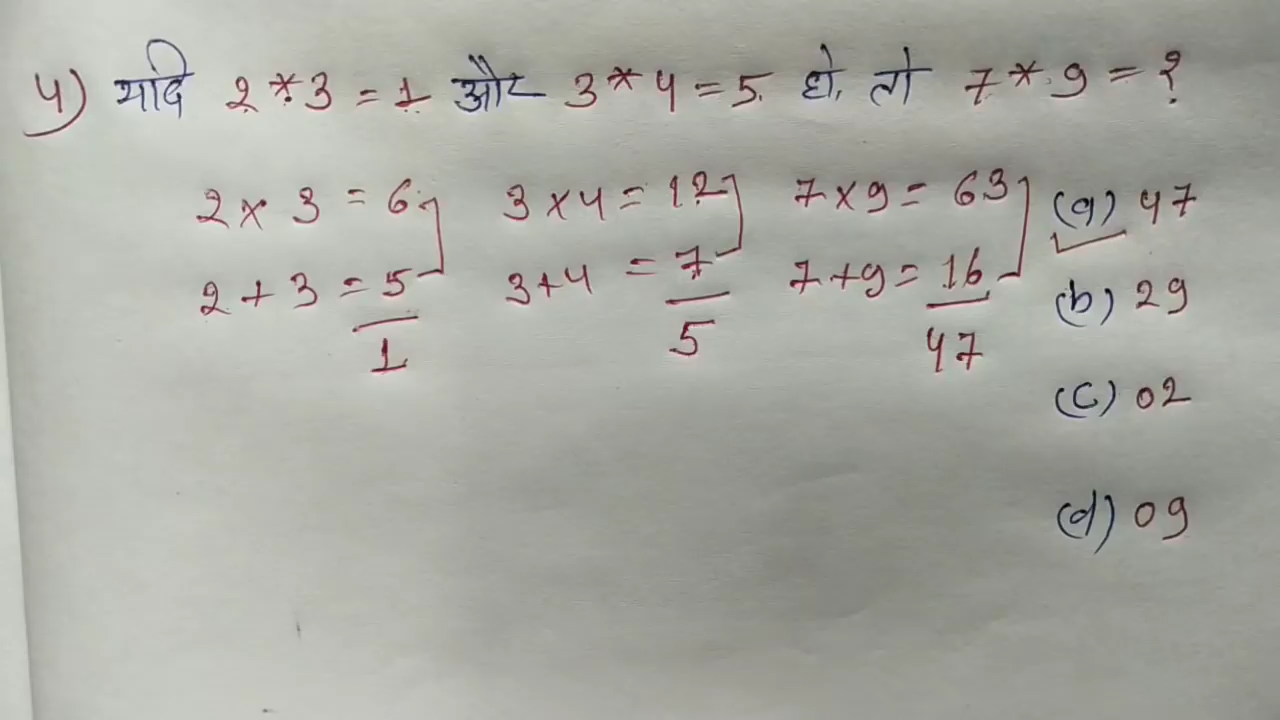 4) यदि 2*3=1 और 3*4=5 हो, तो 7*9=?
2×3=6 3×4=12 7×9=63 (a) 47
2+3=5 3+4=7 7+9=16 (b) 29
1 5 47
(c) 02
(d) 09